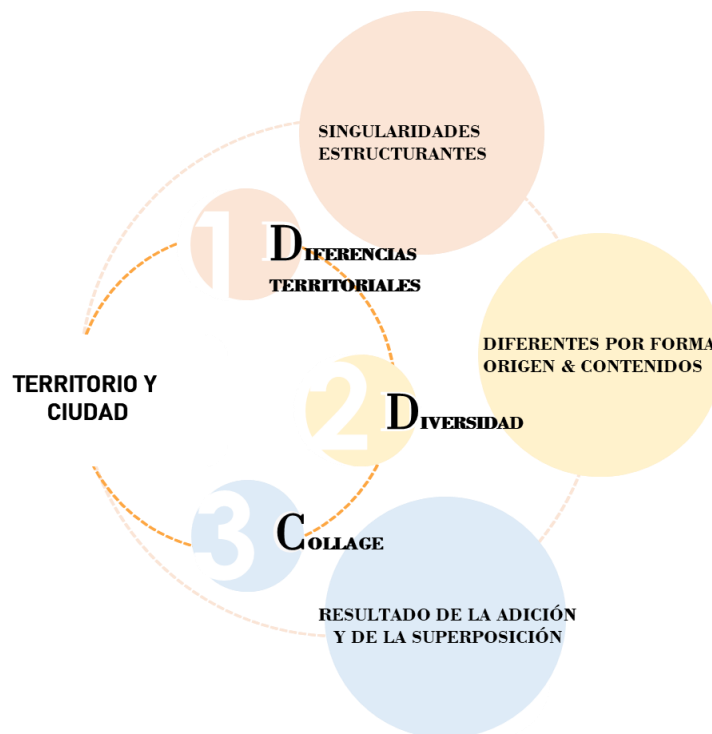 SINGULARIDADES
ESTRUCTURANTES
1
DIFERENCIAS
TERRITORIALES
DIFERENTES POR FORMA
ORIGEN & CONTENIDOS
TERRITORIO Y
CIUDAD
2
DIVERSIDAD
3
COLLAGE
RESULTADO DE LA ADICIÓN
Y DE LA SUPERPOSICIÓN